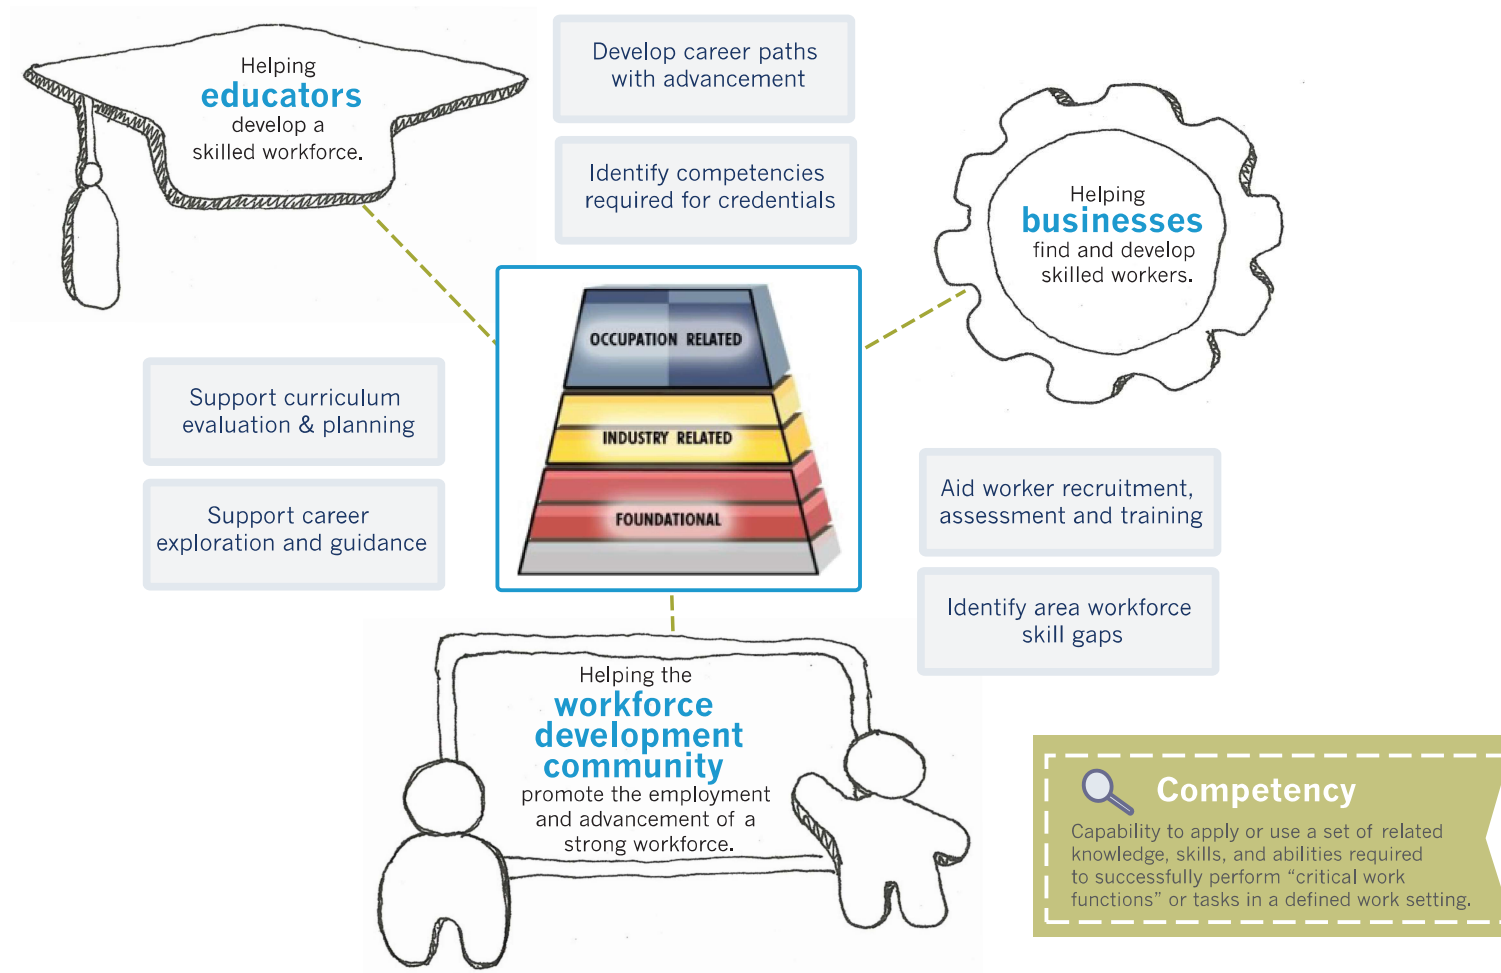 Helping
educators
develop a
skilled workforce.
Develop career paths
with advancement
Identify competencies
required for credentials
Helping
businesses
find and develop
skilled workers.
OCCUPATION RELATED
INDUSTRY RELATED
FOUNDATIONAL
Support curriculum
evaluation & planning
Support career
exploration and guidance
Aid worker recruitment,
assessment and training
Identify area workforce
skill gaps
Helping the
workforce
development
community
promote the employment
and advancement of a
strong workforce.
Competency
Capability to apply or use a set of related
knowledge, skills, and abilities required
to successfully perform “critical work
functions” or tasks in a defined work setting.